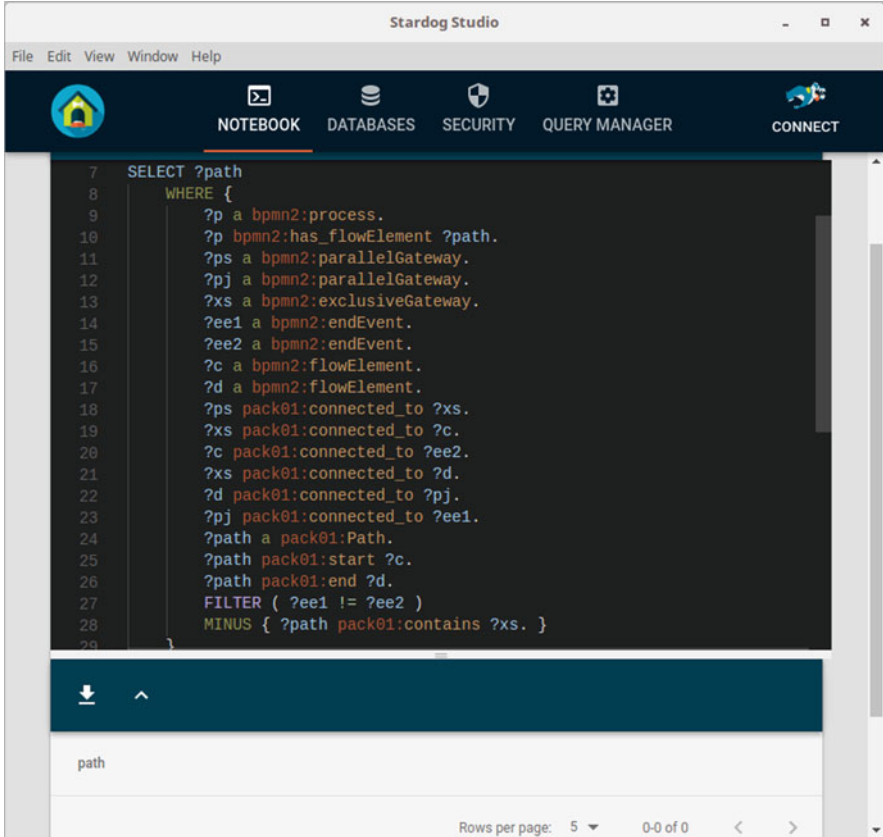 Stardog Studio
File Edit View Window Help
NOTEBOOK DATABASES SECURITY QUERY MANAGER CONNECT
7 SELECT ?path
8 WHERE {
9 ?p a bpmn2:process.
10 ?p bpmn2:has_flowElement ?path.
11 ?ps a bpmn2:parallelGateway.
12 ?pj a bpmn2:parallelGateway.
13 ?xs a bpmn2:exclusiveGateway.
14 ?ee1 a bpmn2:endEvent.
15 ?ee2 a bpmn2:endEvent.
16 ?c a bpmn2:flowElement.
17 ?d a bpmn2:flowElement.
18 ?ps pack01:connected_to ?xs.
19 ?xs pack01:connected_to ?c.
20 ?c pack01:connected_to ?ee2.
21 ?xs pack01:connected_to ?d.
22 ?d pack01:connected_to ?pj.
23 ?pj pack01:connected_to ?ee1.
24 ?path a pack01:Path.
25 ?path pack01:start ?c.
26 ?path pack01:end ?d.
27 FILTER ( ?ee1 != ?ee2 )
28 MINUS { ?path pack01:contains ?xs. }
29 }
path
Rows per page: 5 0-0 of 0